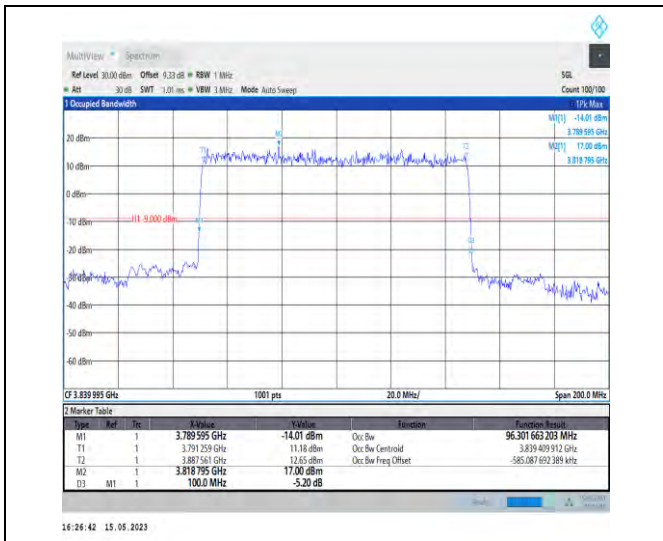 MultiView Spectrum
Ref Level 30.00 dBm Offset 9.33 dB RBW 1 MHz SGL
Att 30 dB SWT 1.01 ms VBW 3 MHz Mode Auto Sweep Count 100/100
1 Occupied Bandwidth 1Pk Max
M1[1] -14.01 dBm
3.789 595 GHz
M2[1] 17.00 dBm
3.818 795 GHz
20 dBm
10 dBm
0 dBm
H1 -9.000 dBm
-10 dBm
-20 dBm
-30 dBm
-40 dBm
-50 dBm
-60 dBm
CF 3.839 995 GHz 1001 pts 20.0 MHz/ Span 200.0 MHz
2 Marker Table
Type Ref Trc X-Value Y-Value Function Function Result
M1 1 3.789 595 GHz -14.01 dBm Occ Bw 96.301 663 203 MHz
T1 1 3.791 259 GHz 11.18 dBm Occ Bw Centroid 3.839 409 912 GHz
T2 1 3.887 561 GHz 12.65 dBm Occ Bw Freq Offset -585.087 692 389 kHz
M2 1 3.818 795 GHz 17.00 dBm
D3 M1 1 100.0 MHz -5.20 dB
16:26:42 15.05.2023